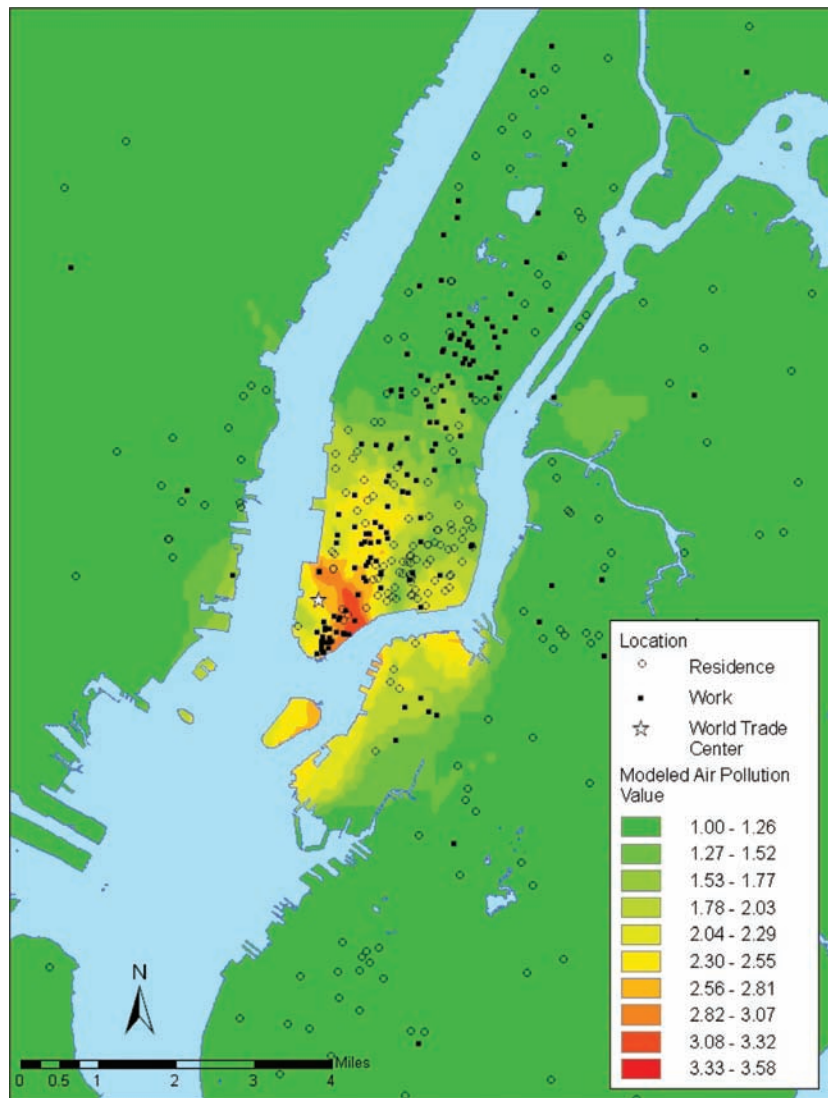 Location
Residence
Work
World Trade
Center
Modeled Air Pollution
Value
1.00 - 1.26
1.27 - 1.52
1.53 - 1.77
1.78 - 2.03
2.04 - 2.29
2.30 - 2.55
2.56 - 2.81
2.82 - 3.07
3.08 - 3.32
3.33 - 3.58
N
Miles
0 0.5 1 2 3 4